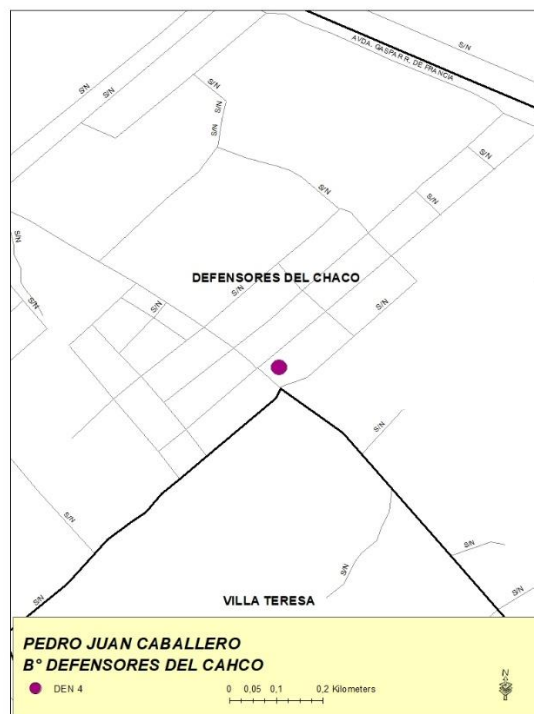 S/N
AVDA. GASPAR R. DE FRANCIA
S/N
S/N
S/N
S/N
S/N
S/N
S/N
S/N
S/N
DEFENSORES DEL CHACO
S/N
S/N
S/N
S/N
S/N
S/N
S/N
S/N
S/N
S/N
S/N
VILLA TERESA
PEDRO JUAN CABALLERO
B° DEFENSORES DEL CAHCO
DEN 4
0 0,05 0,1 0,2 Kilometers
N